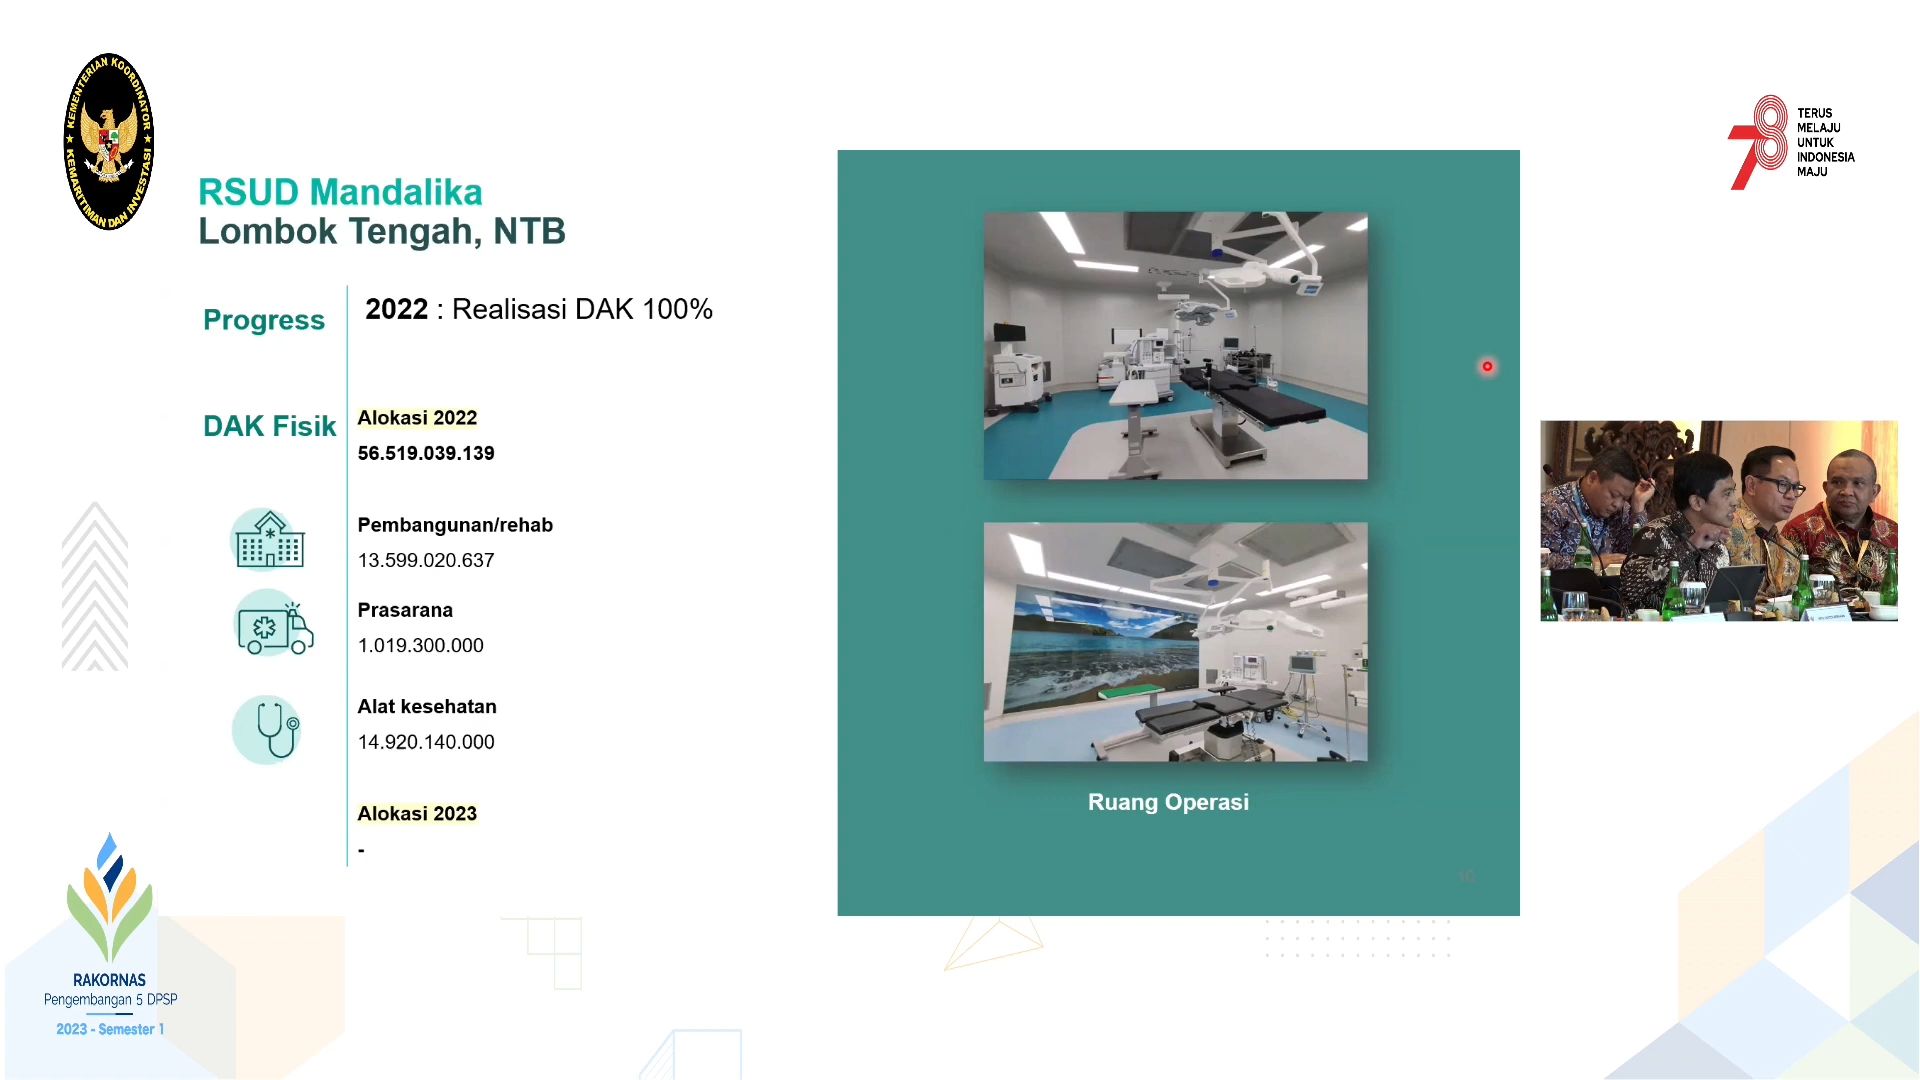 KEMENTERIAN KOORDINATOR
KEMARITIMAN DAN INVESTASI
78
TERUS
MELAJU
UNTUK
INDONESIA
MAJU
RSUD Mandalika
Lombok Tengah, NTB
Progress
2022 : Realisasi DAK 100%
DAK Fisik
Alokasi 2022
56.519.039.139
Pembangunan/rehab
13.599.020.637
Prasarana
1.019.300.000
Alat kesehatan
14.920.140.000
Alokasi 2023
-
Ruang Operasi
10
RAKORNAS
Pengembangan 5 DPSP
2023 - Semester 1